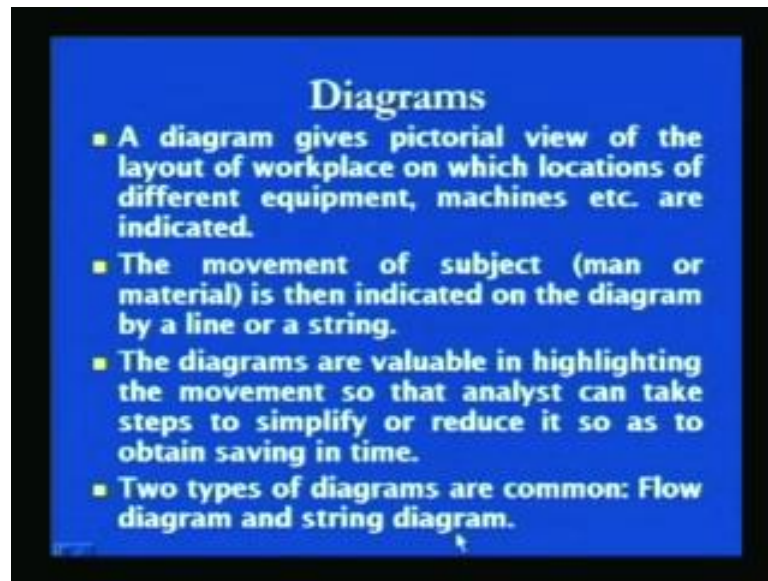 Diagrams
A diagram gives pictorial view of the
layout of workplace on which locations of
different equipment, machines etc. are
indicated.
The movement of subject (man or
material) is then indicated on the diagram
by a line or a string.
The diagrams are valuable in highlighting
the movement so that analyst can take
steps to simplify or reduce it so as to
obtain saving in time.
Two types of diagrams are common: Flow
diagram and string diagram.